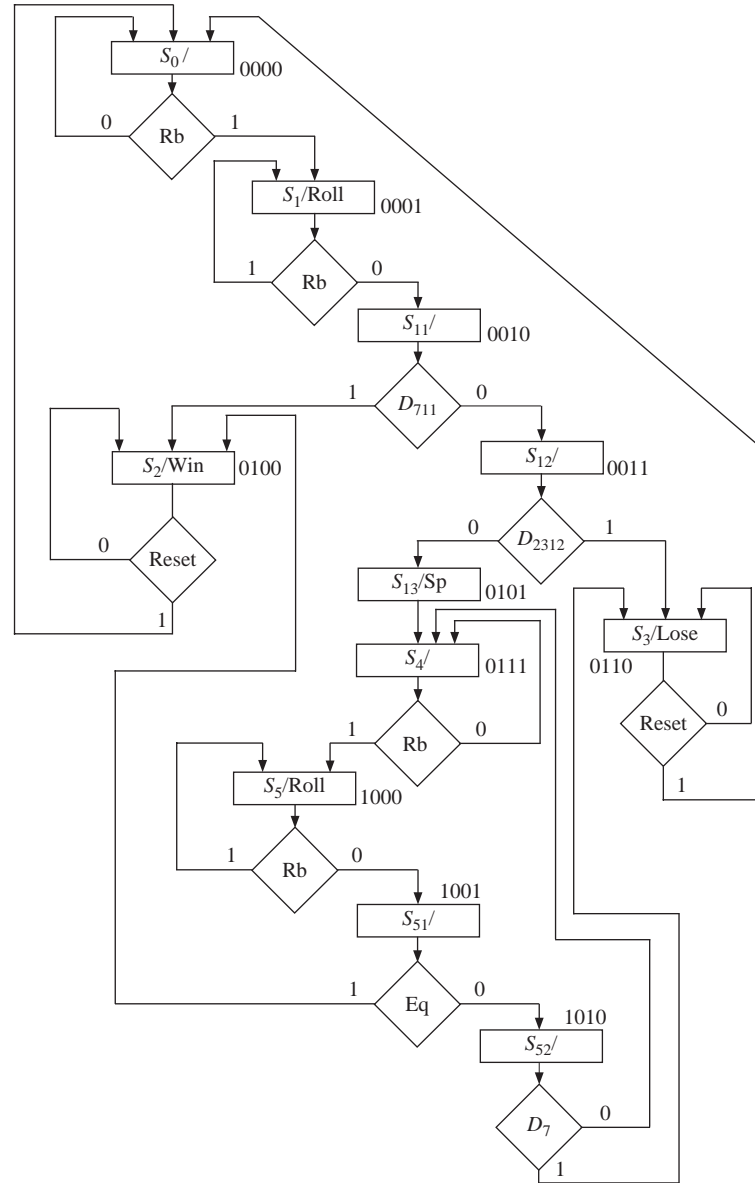 S0/
0000
0 Rb 1
S1/Roll
0001
1 Rb 0
S11/
0010
1 D711 0
S2/Win
0100
S12/
0011
0 Reset
1
0 D2312 1
S13/Sp
0101
S3/Lose
0110
S4/
0111
Reset 0
1
1 Rb 0
S5/Roll
1000
1 Rb 0
1001
S51/
1 Eq 0
1010
S52/
D7 0
1